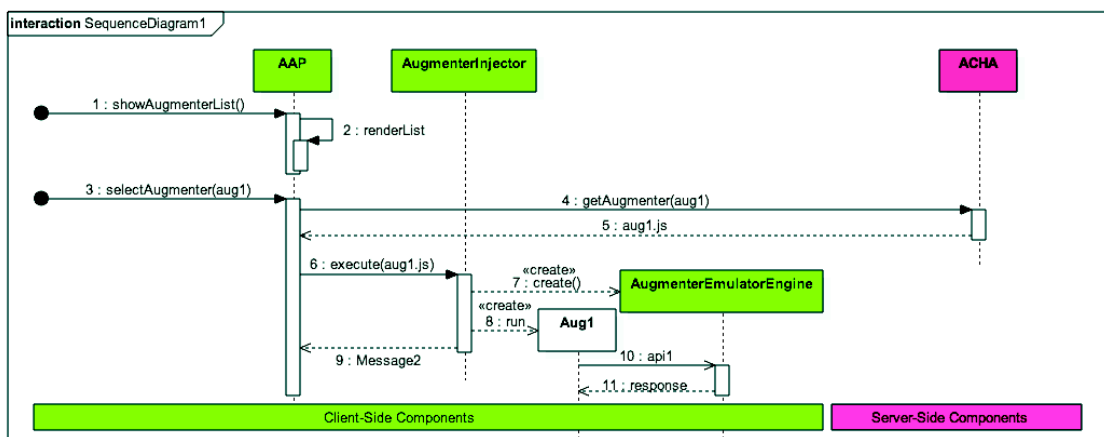 interaction SequenceDiagram1
AAP
AugmenterInjector
ACHA
1 : showAugmenterList()
2 : renderList
3 : selectAugmenter(aug1)
4 : getAugmenter(aug1)
5 : aug1.js
6 : execute(aug1.js)
«create»
7 : create()
AugmenterEmulatorEngine
«create»
8 : run
Aug1
9 : Message2
10 : api1
11 : response
Client-Side Components
Server-Side Components